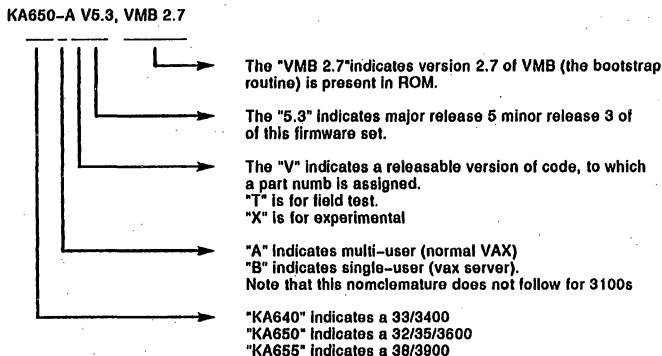 KA650-A V5.3, VMB 2.7
The "VMB 2.7"indicates version 2.7 of VMB (the bootstrap
routine) is present in ROM.
The "5.3" indicates major release 5 minor release 3 of
of this firmware set.
The "V" indicates a releasable version of code, to which
a part numb is assigned.
"T" is for field test.
"X" is for experimental
"A" indicates multi-user (normal VAX)
"B" indicates single-user (vax server).
Note that this nomclemature does not follow for 3100s
"KA640" indicates a 33/3400
"KA650" indicates a 32/35/3600
"KA655" indicates a 38/3900